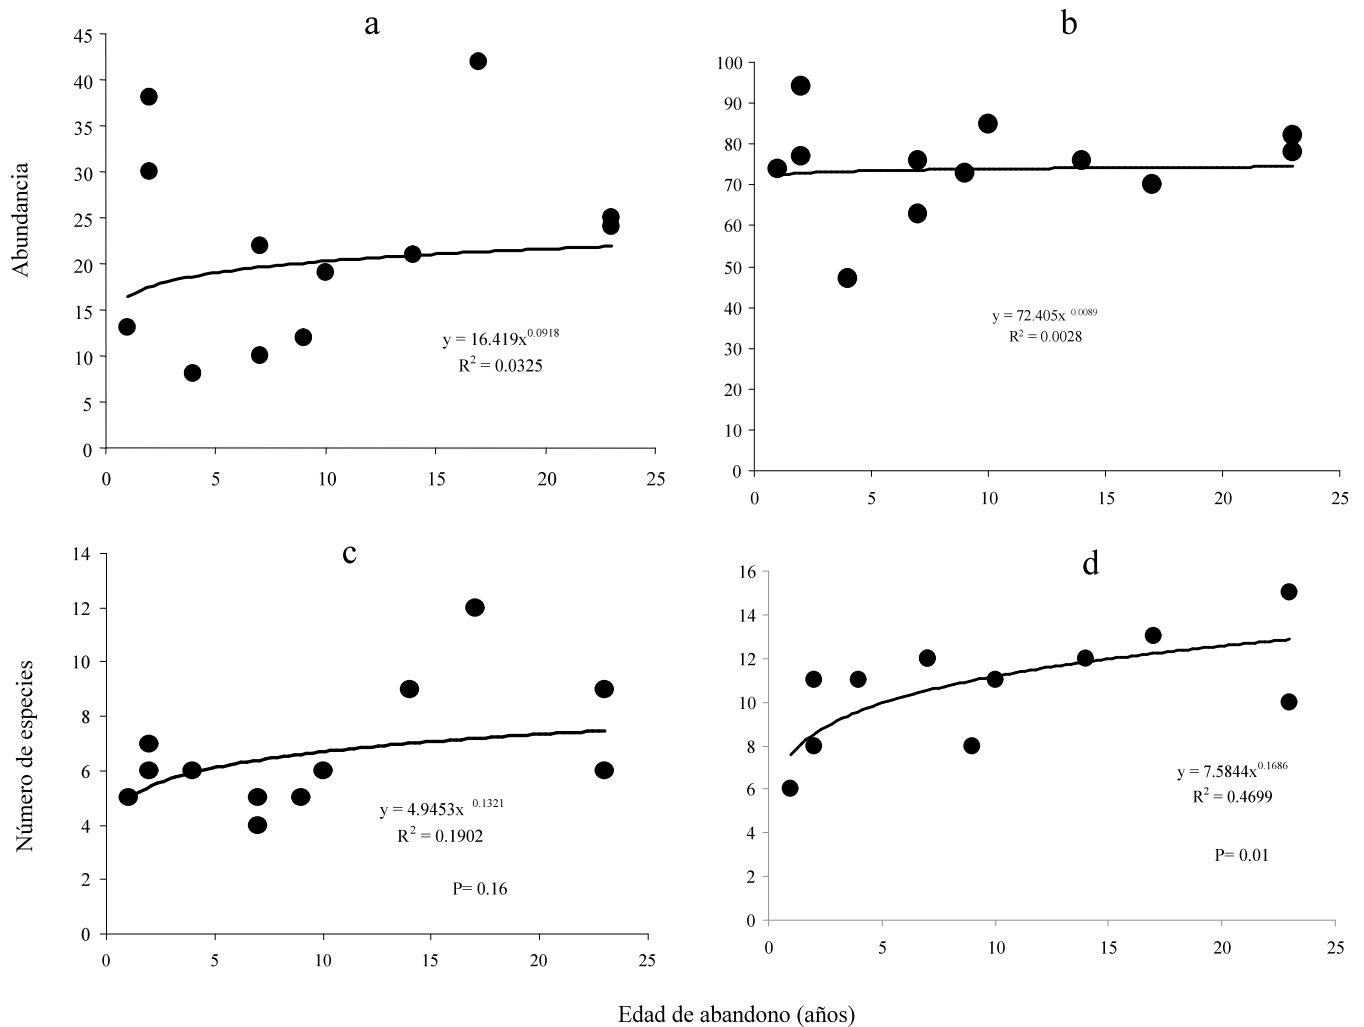 a
45
40
35
30
25
20
15
10
5
0
Abundancia
y = 16.419x^0.0918
R² = 0.0325
0 5 10 15 20 25
b
100
90
80
70
60
50
40
30
20
10
0
y = 72.405x 0.0089
R² = 0.0028
0 5 10 15 20 25
c
14
12
10
8
6
4
2
0
Número de especies
y = 4.9453x 0.1321
R² = 0.1902
P= 0.16
0 5 10 15 20 25
d
16
14
12
10
8
6
4
2
0
y = 7.5844x^0.1686
R² = 0.4699
P= 0.01
0 5 10 15 20 25
Edad de abandono (años)